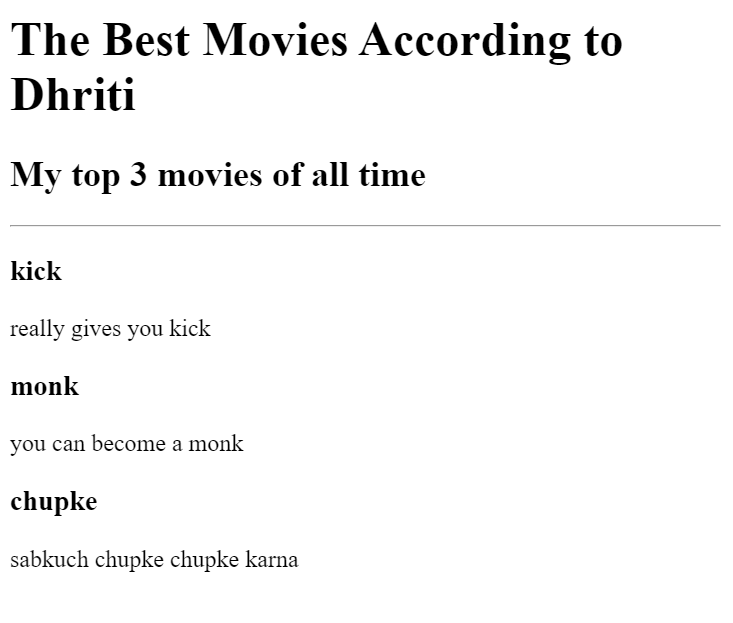 The Best Movies According to
Dhriti
My top 3 movies of all time
kick
really gives you kick
monk
you can become a monk
chupke
sabkuch chupke chupke karna